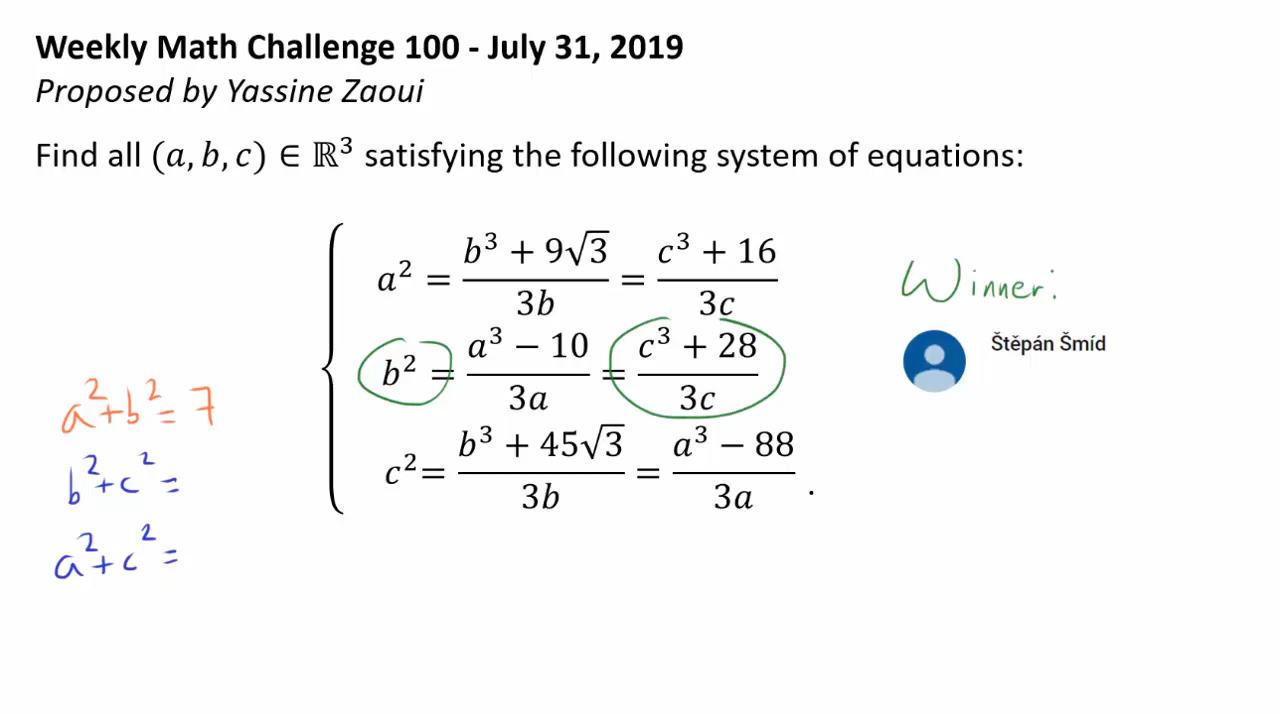 Weekly Math Challenge 100 - July 31, 2019
Proposed by Yassine Zaoui
Find all (a, b, c) ∈ ℝ³ satisfying the following system of equations:
a² = (b³ + 9√3)/(3b) = (c³ + 16)/(3c)
b² = (a³ − 10)/(3a) = (c³ + 28)/(3c)
c² = (b³ + 45√3)/(3b) = (a³ − 88)/(3a) .
Winner:
Štěpán Šmíd
a² + b² = 7
b² + c² =
a² + c² =